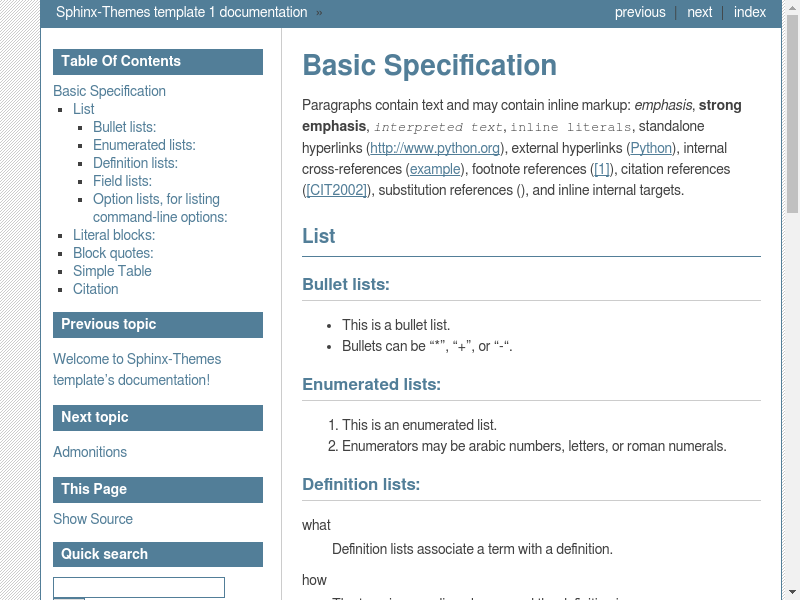 Sphinx-Themes template 1 documentation »
previous | next | index
Table Of Contents
Basic Specification
List
Bullet lists:
Enumerated lists:
Definition lists:
Field lists:
Option lists, for listing
command-line options:
Literal blocks:
Block quotes:
Simple Table
Citation
Previous topic
Welcome to Sphinx-Themes
template's documentation!
Next topic
Admonitions
This Page
Show Source
Quick search
Basic Specification
Paragraphs contain text and may contain inline markup: emphasis, strong
emphasis, interpreted text, inline literals, standalone
hyperlinks (http://www.python.org), external hyperlinks (Python), internal
cross-references (example), footnote references ([1]), citation references
([CIT2002]), substitution references (), and inline internal targets.
List
Bullet lists:
• This is a bullet list.
• Bullets can be “*”, “+”, or “-“.
Enumerated lists:
1. This is an enumerated list.
2. Enumerators may be arabic numbers, letters, or roman numerals.
Definition lists:
what
Definition lists associate a term with a definition.
how